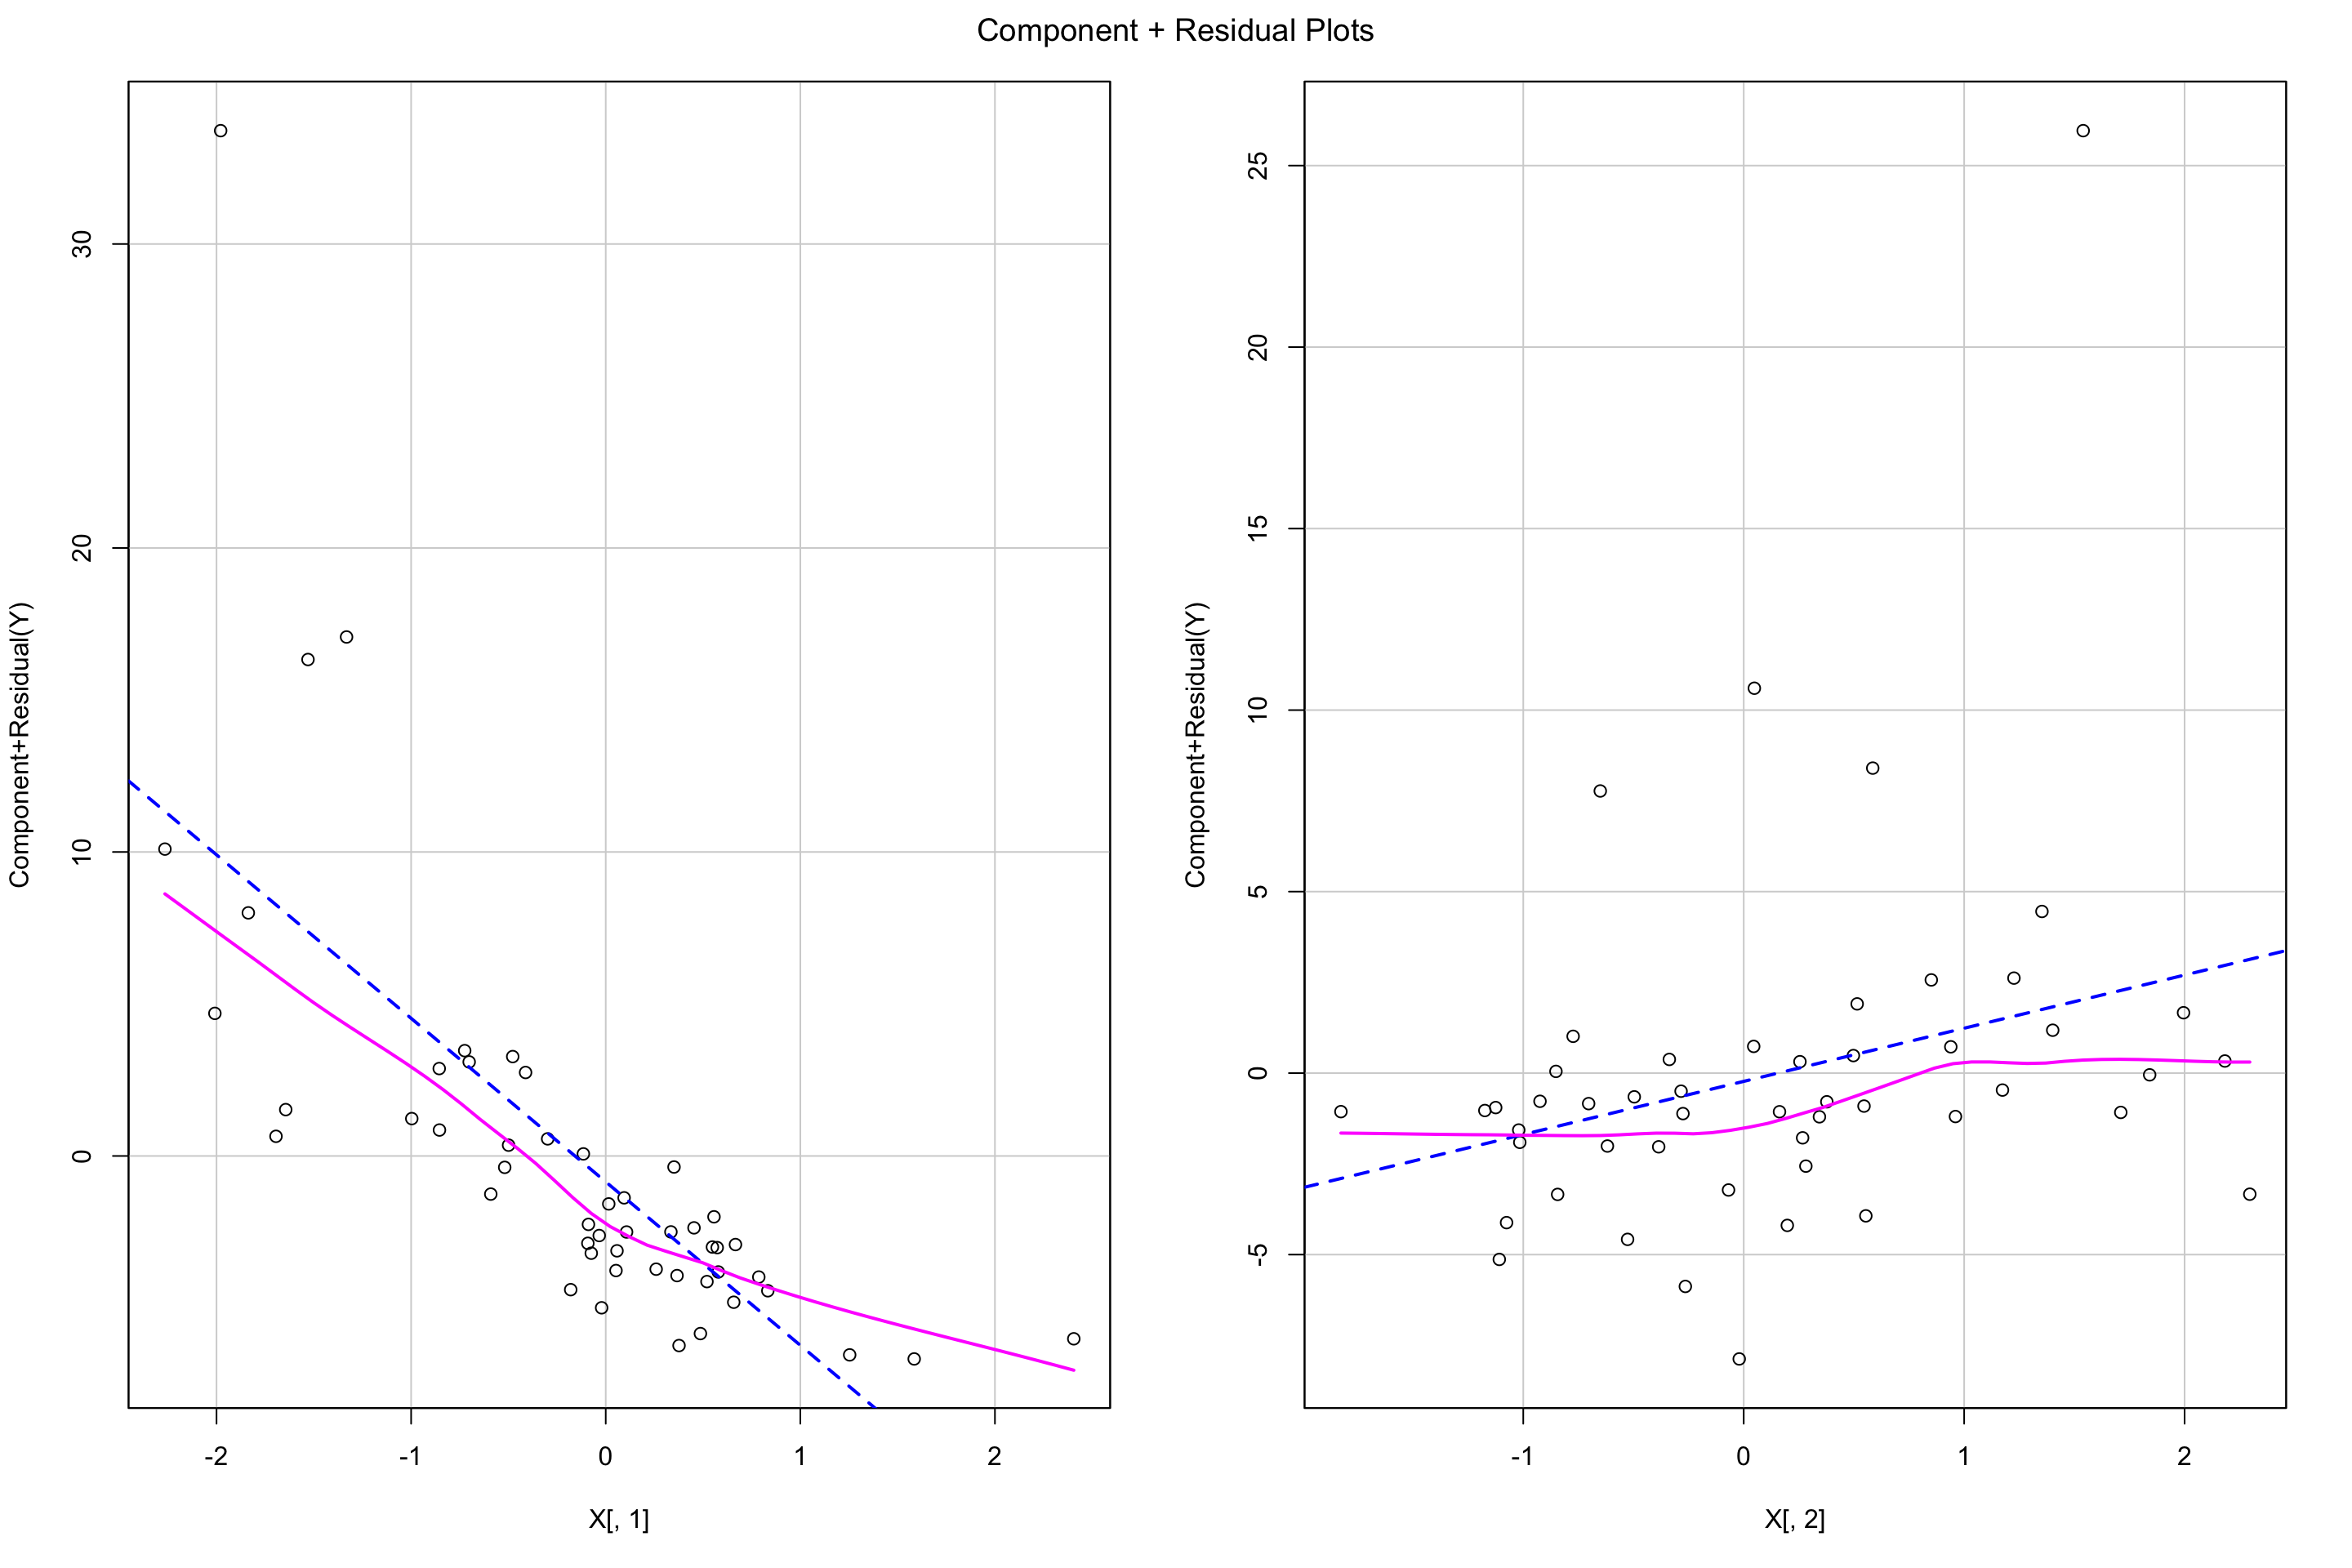 Component + Residual Plots
Component+Residual(Y)
30
20
10
0
-2 -1 0 1 2
X[, 1]
Component+Residual(Y)
25
20
15
10
5
0
-5
-1 0 1 2
X[, 2]